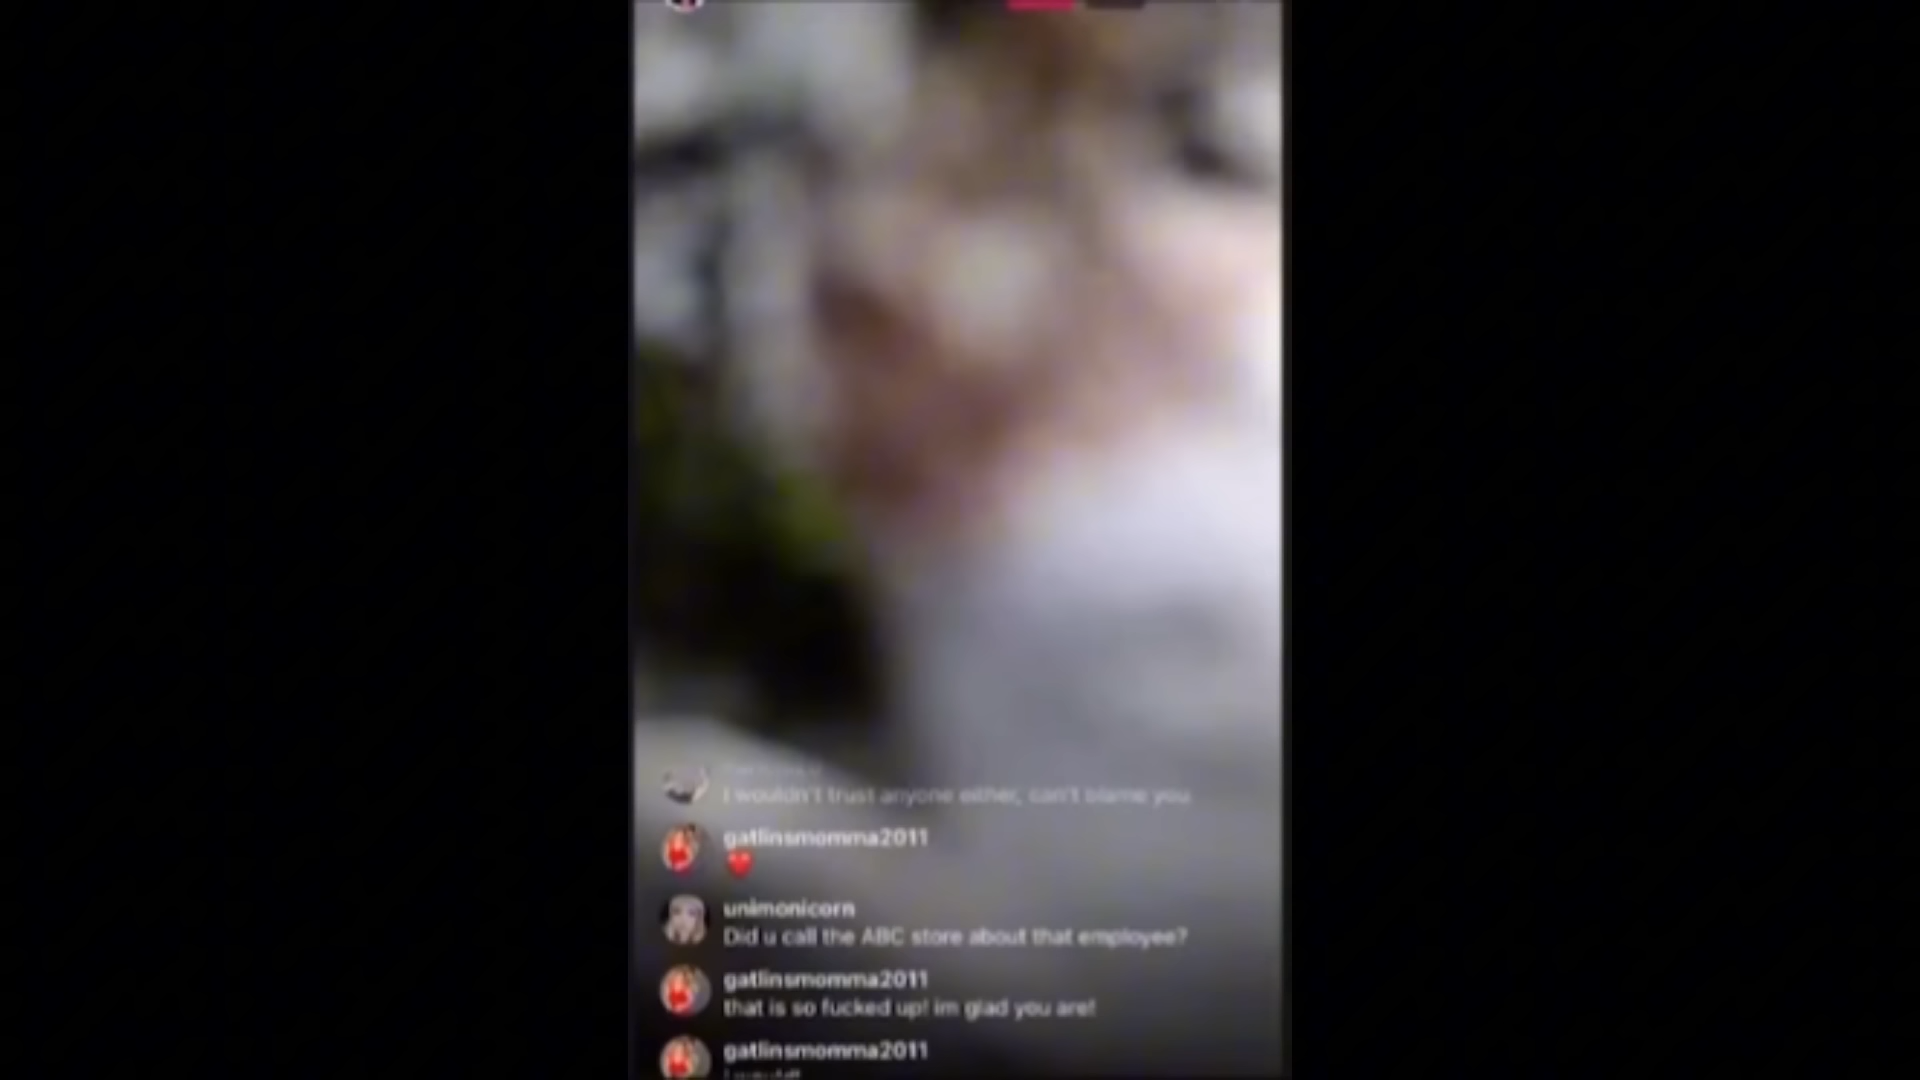 I wouldn't trust anyone either, can't blame you
gatlinsmomma2011
❤️
unimonicorn
Did u call the ABC store about that employee?
gatlinsmomma2011
that is so fucked up! im glad you are!
gatlinsmomma2011